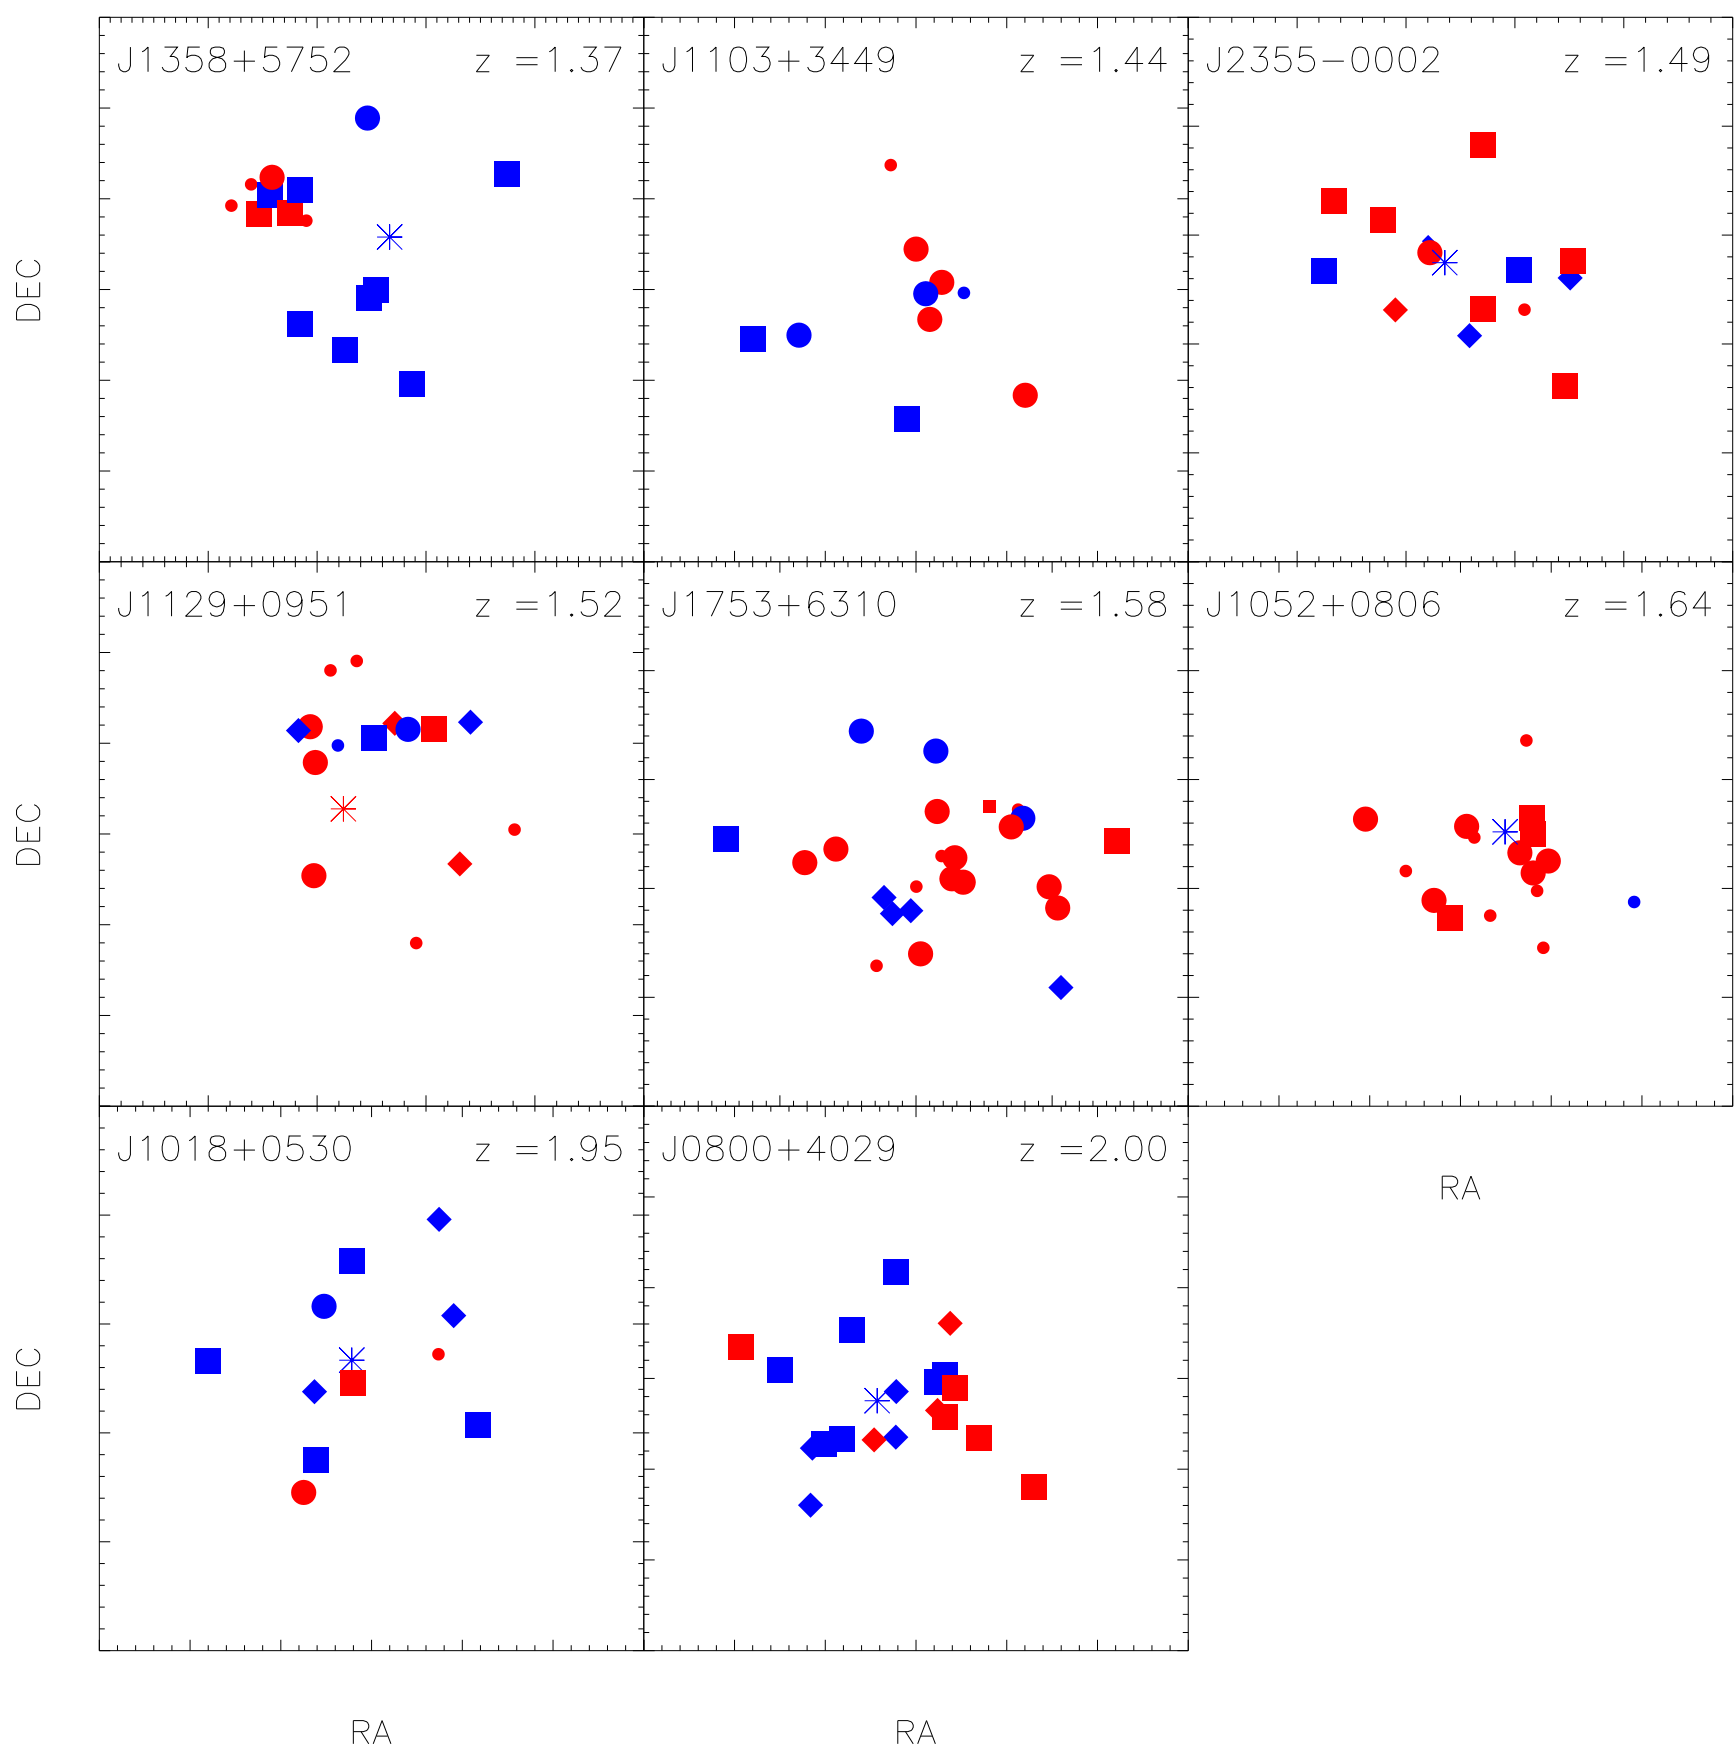 J1358+5752 z =1.37
J1103+3449 z =1.44
J2355-0002 z =1.49
DEC
J1129+0951 z =1.52
J1753+6310 z =1.58
J1052+0806 z =1.64
DEC
J1018+0530 z =1.95
J0800+4029 z =2.00
RA
DEC
RA
RA